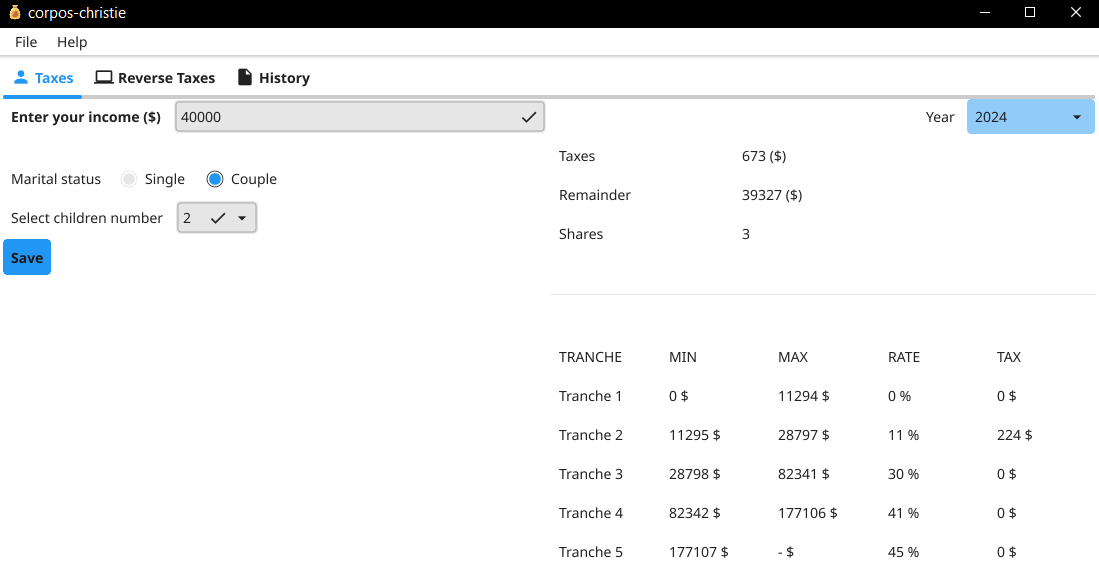 corpos-christie
File Help
Taxes Reverse Taxes History
Enter your income ($) 40000 Year 2024
Taxes 673 ($)
Marital status Single Couple
Remainder 39327 ($)
Select children number 2
Shares 3
Save
TRANCHE MIN MAX RATE TAX
Tranche 1 0 $ 11294 $ 0 % 0 $
Tranche 2 11295 $ 28797 $ 11 % 224 $
Tranche 3 28798 $ 82341 $ 30 % 0 $
Tranche 4 82342 $ 177106 $ 41 % 0 $
Tranche 5 177107 $ - $ 45 % 0 $